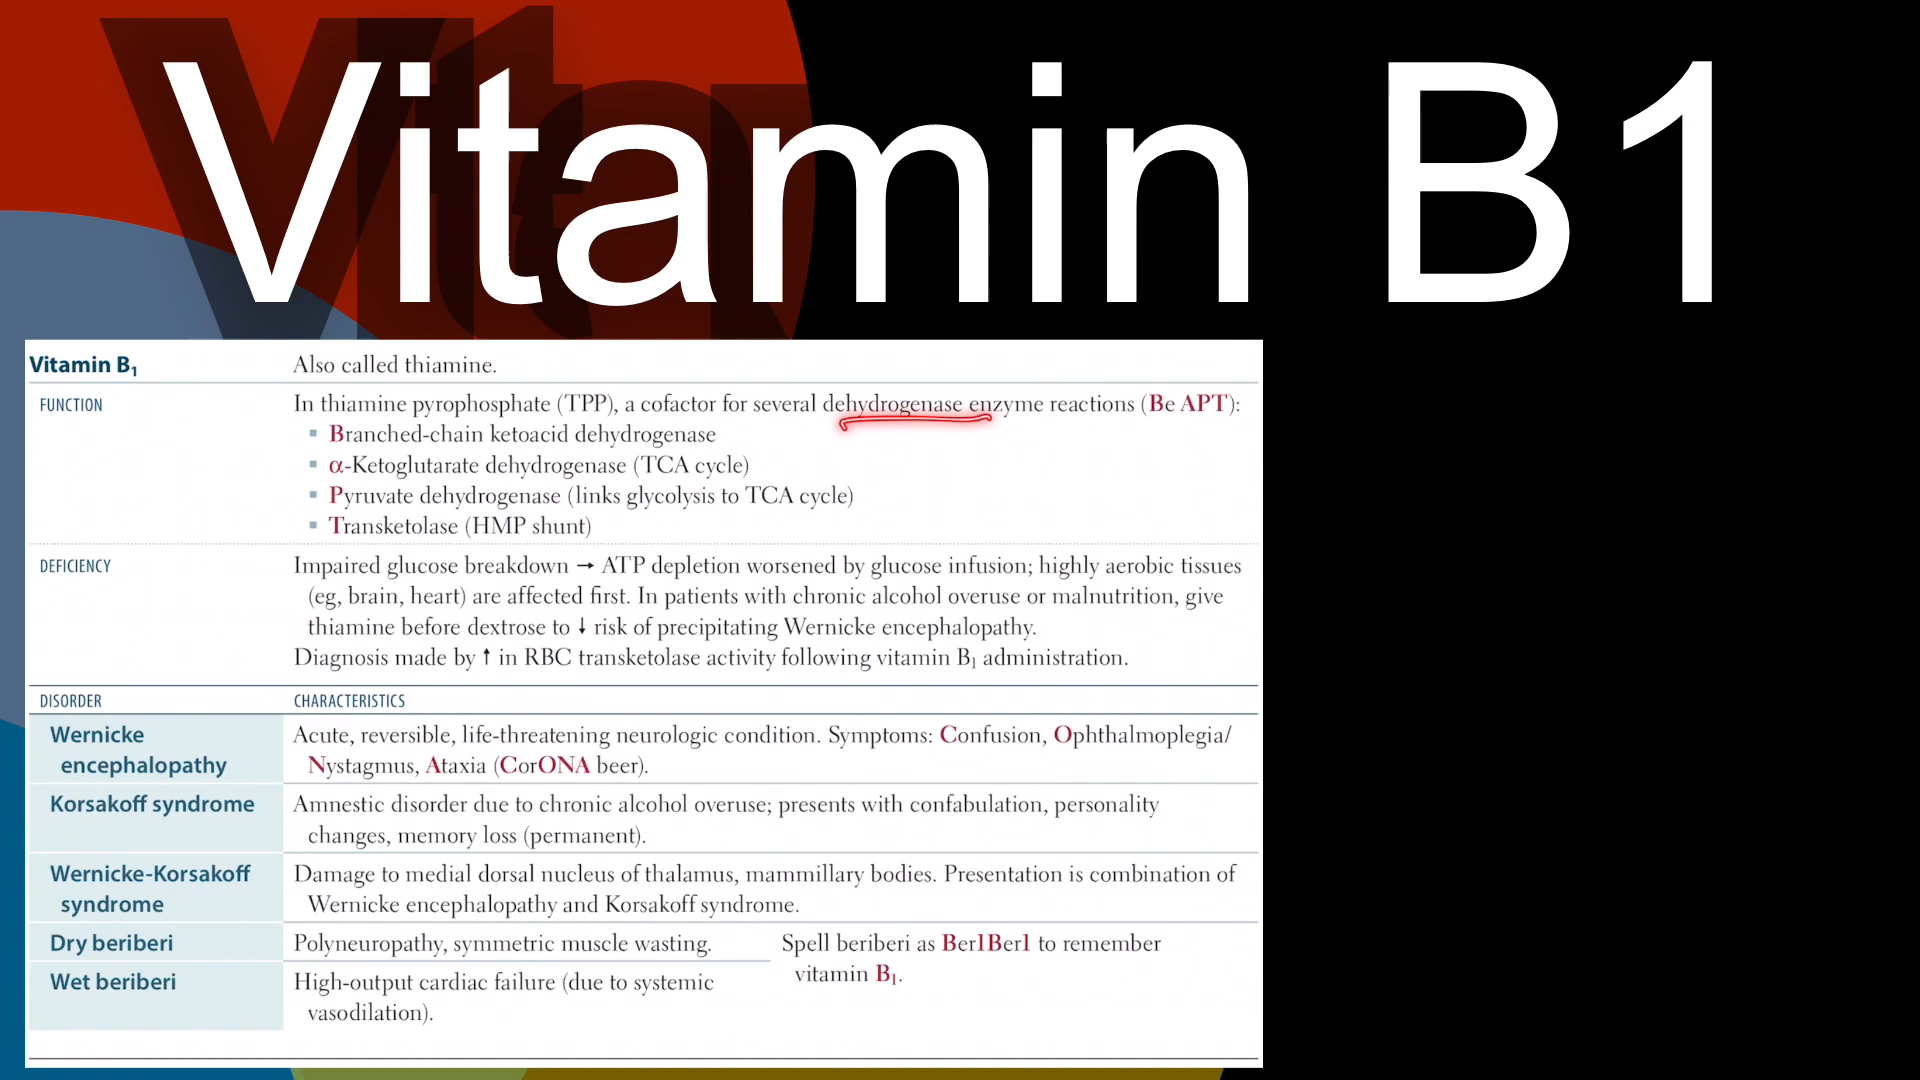 Vitamin B1
Vitamin B₁
Also called thiamine.
FUNCTION
In thiamine pyrophosphate (TPP), a cofactor for several dehydrogenase enzyme reactions (Be APT):
▪ Branched-chain ketoacid dehydrogenase
▪ α-Ketoglutarate dehydrogenase (TCA cycle)
▪ Pyruvate dehydrogenase (links glycolysis to TCA cycle)
▪ Transketolase (HMP shunt)
DEFICIENCY
Impaired glucose breakdown → ATP depletion worsened by glucose infusion; highly aerobic tissues
(eg, brain, heart) are affected first. In patients with chronic alcohol overuse or malnutrition, give
thiamine before dextrose to ↓ risk of precipitating Wernicke encephalopathy.
Diagnosis made by ↑ in RBC transketolase activity following vitamin B₁ administration.
DISORDER
CHARACTERISTICS
Wernicke
encephalopathy
Acute, reversible, life-threatening neurologic condition. Symptoms: Confusion, Ophthalmoplegia/
Nystagmus, Ataxia (CorONA beer).
Korsakoff syndrome
Amnestic disorder due to chronic alcohol overuse; presents with confabulation, personality
changes, memory loss (permanent).
Wernicke-Korsakoff
syndrome
Damage to medial dorsal nucleus of thalamus, mammillary bodies. Presentation is combination of
Wernicke encephalopathy and Korsakoff syndrome.
Dry beriberi
Polyneuropathy, symmetric muscle wasting.
Spell beriberi as Ber1Ber1 to remember
vitamin B₁.
Wet beriberi
High-output cardiac failure (due to systemic
vasodilation).